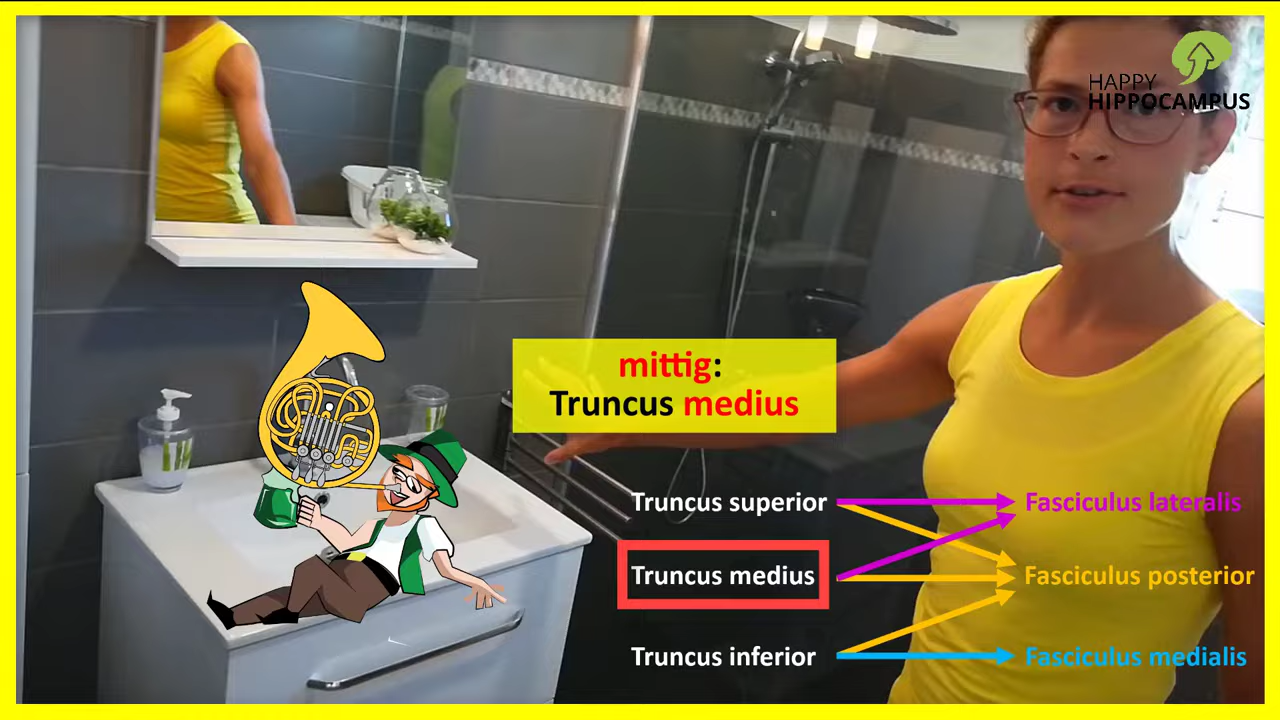 HAPPY
HIPPOCAMPUS
mittig:
Truncus medius
Truncus superior
Fasciculus lateralis
Truncus medius
Fasciculus posterior
Truncus inferior
Fasciculus medialis